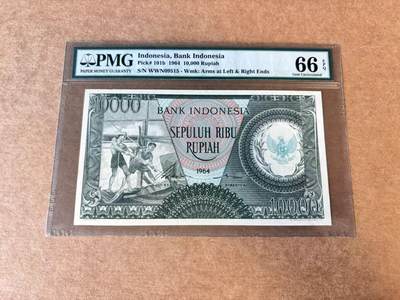 PMG
PAPER MONEY GUARANTY
Indonesia, Bank Indonesia
Pick# 101b 1964 10,000 Rupiah
S/N WWN09515 - Wmk: Arms at Left & Right Ends
66 EPQ
Gem Uncirculated
10000
BANK INDONESIA
SEPULUH RIBU
RUPIAH
1964
10000